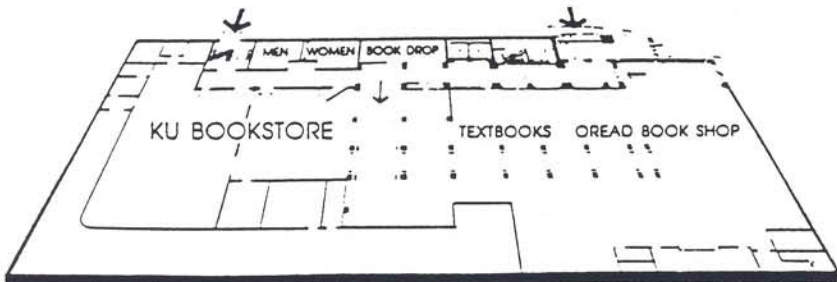 MEN WOMEN BOOK DROP
KU BOOKSTORE TEXTBOOKS OREAD BOOK SHOP